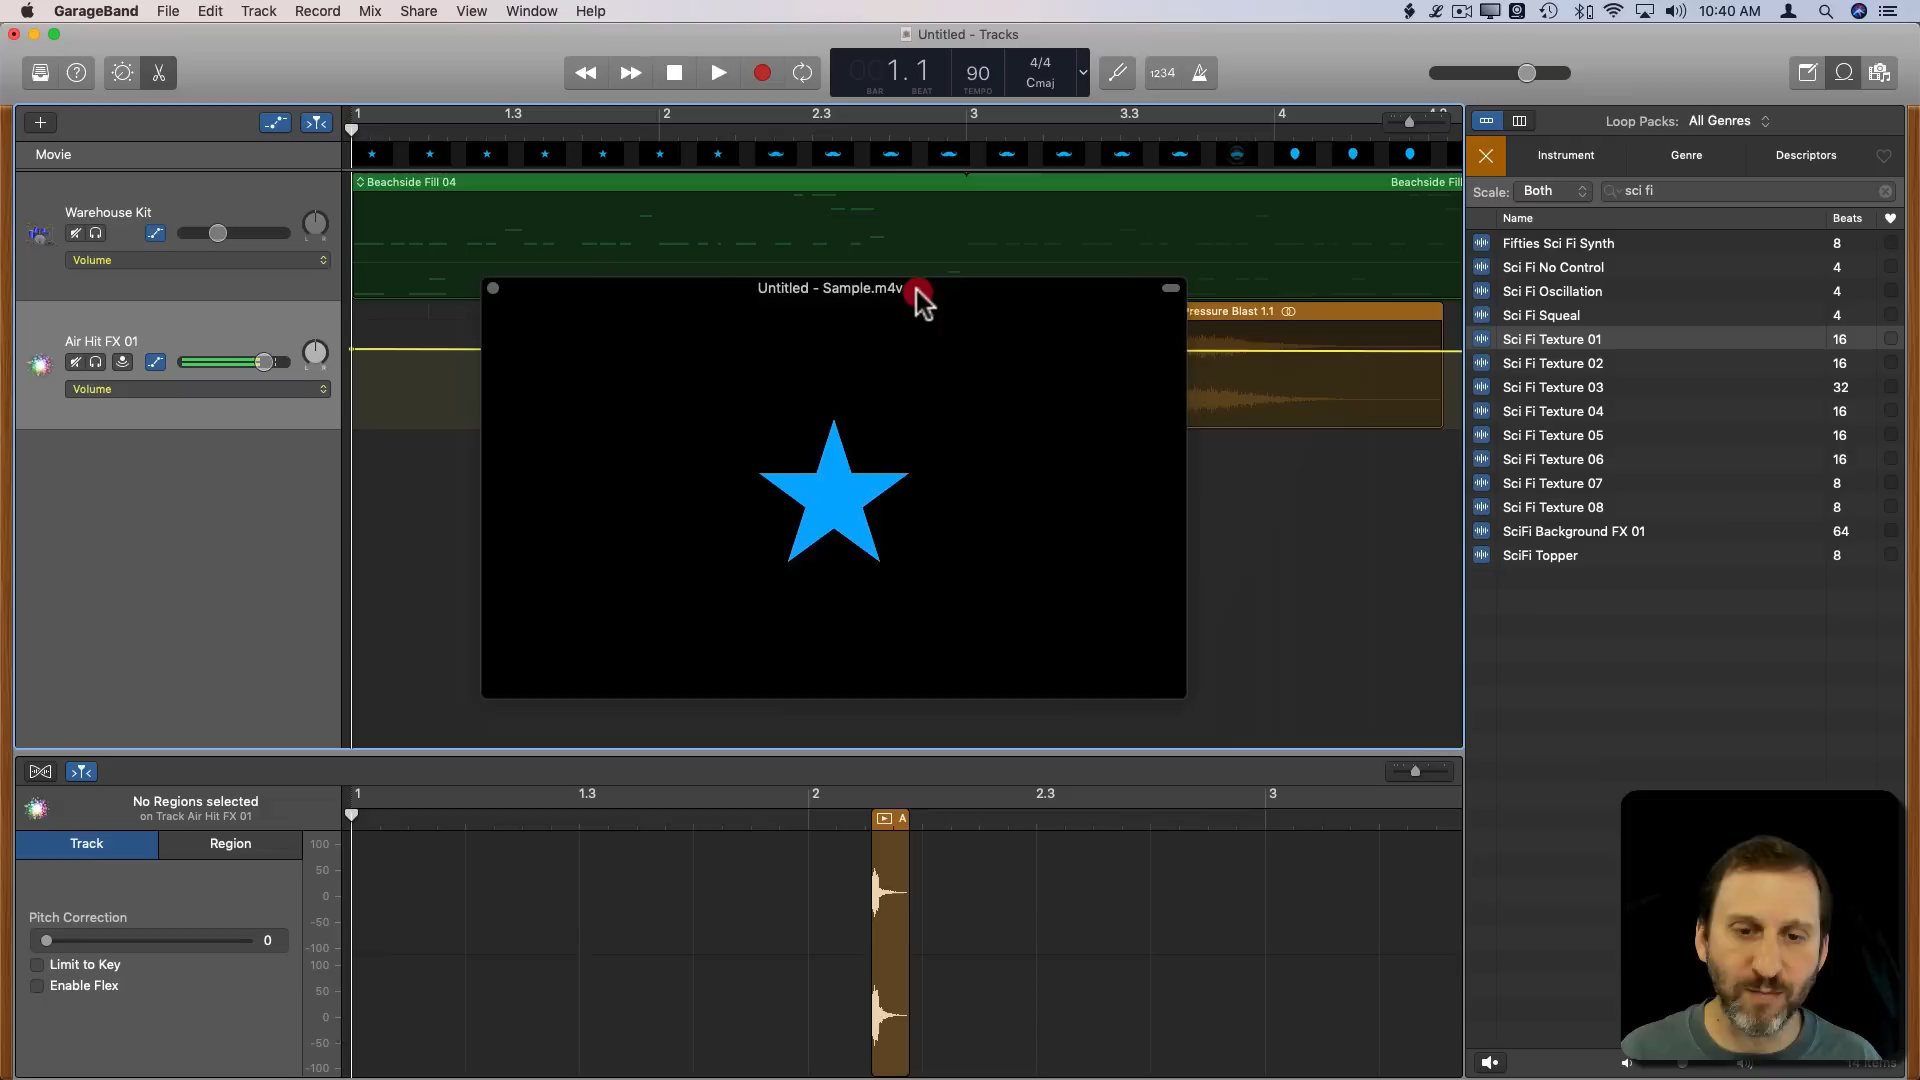 GarageBand File Edit Track Record Mix Share View Window Help
10:40 AM
Untitled - Tracks
1. 1
BAR BEAT
90
TEMPO
4/4
Cmaj
1234
1 1.3 2 2.3 3 3.3 4
Loop Packs: All Genres
Movie
Instrument Genre Descriptors
Beachside Fill 04
Beachside Fill
Scale: Both
sci fi
Warehouse Kit
Volume
Name Beats
Fifties Sci Fi Synth 8
Sci Fi No Control 4
Sci Fi Oscillation 4
Sci Fi Squeal 4
Sci Fi Texture 01 16
Sci Fi Texture 02 16
Sci Fi Texture 03 32
Sci Fi Texture 04 16
Sci Fi Texture 05 16
Sci Fi Texture 06 16
Sci Fi Texture 07 8
Sci Fi Texture 08 8
SciFi Background FX 01 64
SciFi Topper 8
Untitled - Sample.m4v
ressure Blast 1.1
Air Hit FX 01
L R
Volume
No Regions selected
on Track Air Hit FX 01
1 1.3 2 2.3 3
A
Track Region
Pitch Correction
0
Limit to Key
Enable Flex
100
50
0
-50
-100
100
50
0
-50
-100
14 items